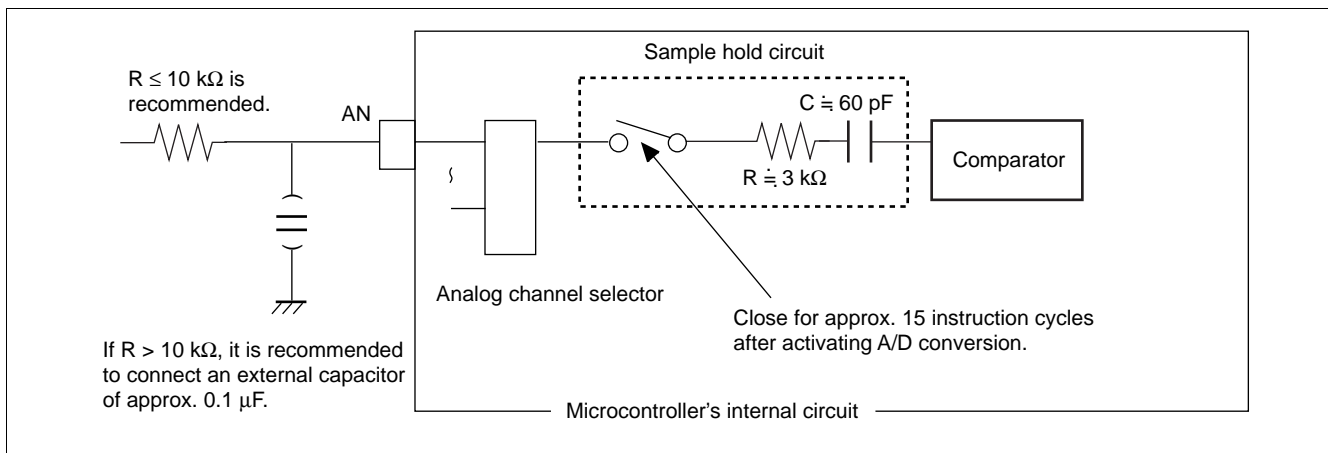 Sample hold circuit
R ≤ 10 kΩ is
recommended.
AN
C ≒ 60 pF
Comparator
R ≒ 3 kΩ
Analog channel selector
Close for approx. 15 instruction cycles
after activating A/D conversion.
If R > 10 kΩ, it is recommended
to connect an external capacitor
of approx. 0.1 µF.
Microcontroller's internal circuit